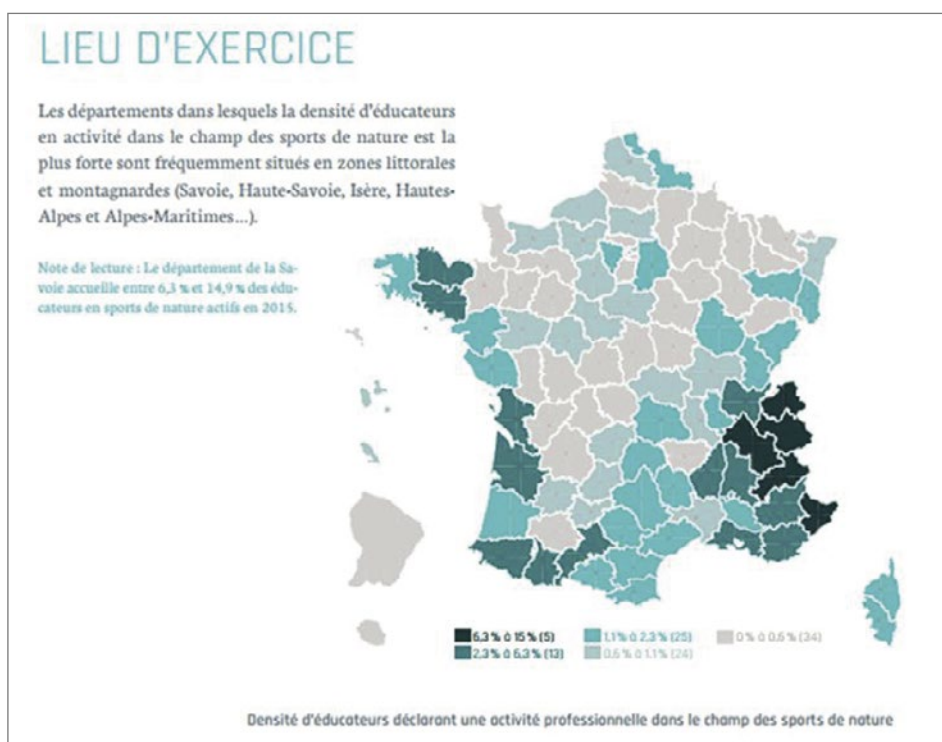 LIEU D'EXERCICE
Les départements dans lesquels la densité d'éducateurs
en activité dans le champ des sports de nature est la
plus forte sont fréquemment situés en zones littorales
et montagnardes (Savoie, Haute-Savoie, Isère, Hautes-
Alpes et Alpes-Maritimes...).
Note de lecture : Le département de la Sa-
voie accueille entre 6,3 % et 14,9 % des édu-
cateurs en sports de nature actifs en 2015.
6,3 % à 15 % (5)
1,1 % à 2,3 % (25)
0 % à 0,6 % (34)
2,3 % à 6,3 % (13)
0,6 % à 1,1 % (24)
Densité d'éducateurs déclarant une activité professionnelle dans le champ des sports de nature